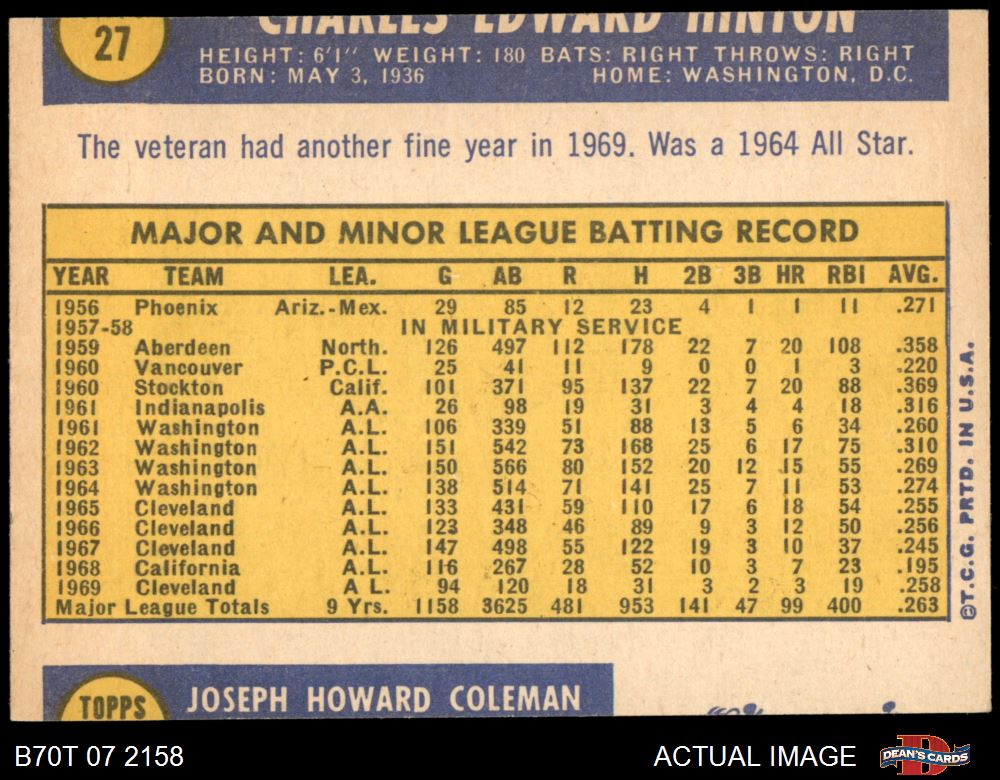 27
CHARLES EDWARD HINTON
HEIGHT: 6'1" WEIGHT: 180 BATS: RIGHT THROWS: RIGHT
BORN: MAY 3, 1936 HOME: WASHINGTON, D.C.
The veteran had another fine year in 1969. Was a 1964 All Star.
MAJOR AND MINOR LEAGUE BATTING RECORD
YEAR TEAM LEA. G AB R H 2B 3B HR RBI AVG.
1956 Phoenix Ariz.-Mex. 29 85 12 23 4 1 1 11 .271
1957-58 IN MILITARY SERVICE
1959 Aberdeen North. 126 497 112 178 22 7 20 108 .358
1960 Vancouver P.C.L. 25 41 11 9 0 0 1 3 .220
1960 Stockton Calif. 101 371 95 137 22 7 20 88 .369
1961 Indianapolis A.A. 26 98 19 31 3 4 4 18 .316
1961 Washington A.L. 106 339 51 88 13 5 6 34 .260
1962 Washington A.L. 151 542 73 168 25 6 17 75 .310
1963 Washington A.L. 150 566 80 152 20 12 15 55 .269
1964 Washington A.L. 138 514 71 141 25 7 11 53 .274
1965 Cleveland A.L. 133 431 59 110 17 6 18 54 .255
1966 Cleveland A.L. 123 348 46 89 9 3 12 50 .256
1967 Cleveland A.L. 147 498 55 122 19 3 10 37 .245
1968 California A.L. 116 267 28 52 10 3 7 23 .195
1969 Cleveland A L. 94 120 18 31 3 2 3 19 .258
Major League Totals 9 Yrs. 1158 3625 481 953 141 47 99 400 .263
©T.C.G. PRTD. IN U.S.A.
TOPPS
JOSEPH HOWARD COLEMAN
B70T 07 2158
ACTUAL IMAGE
DEAN'S CARDS